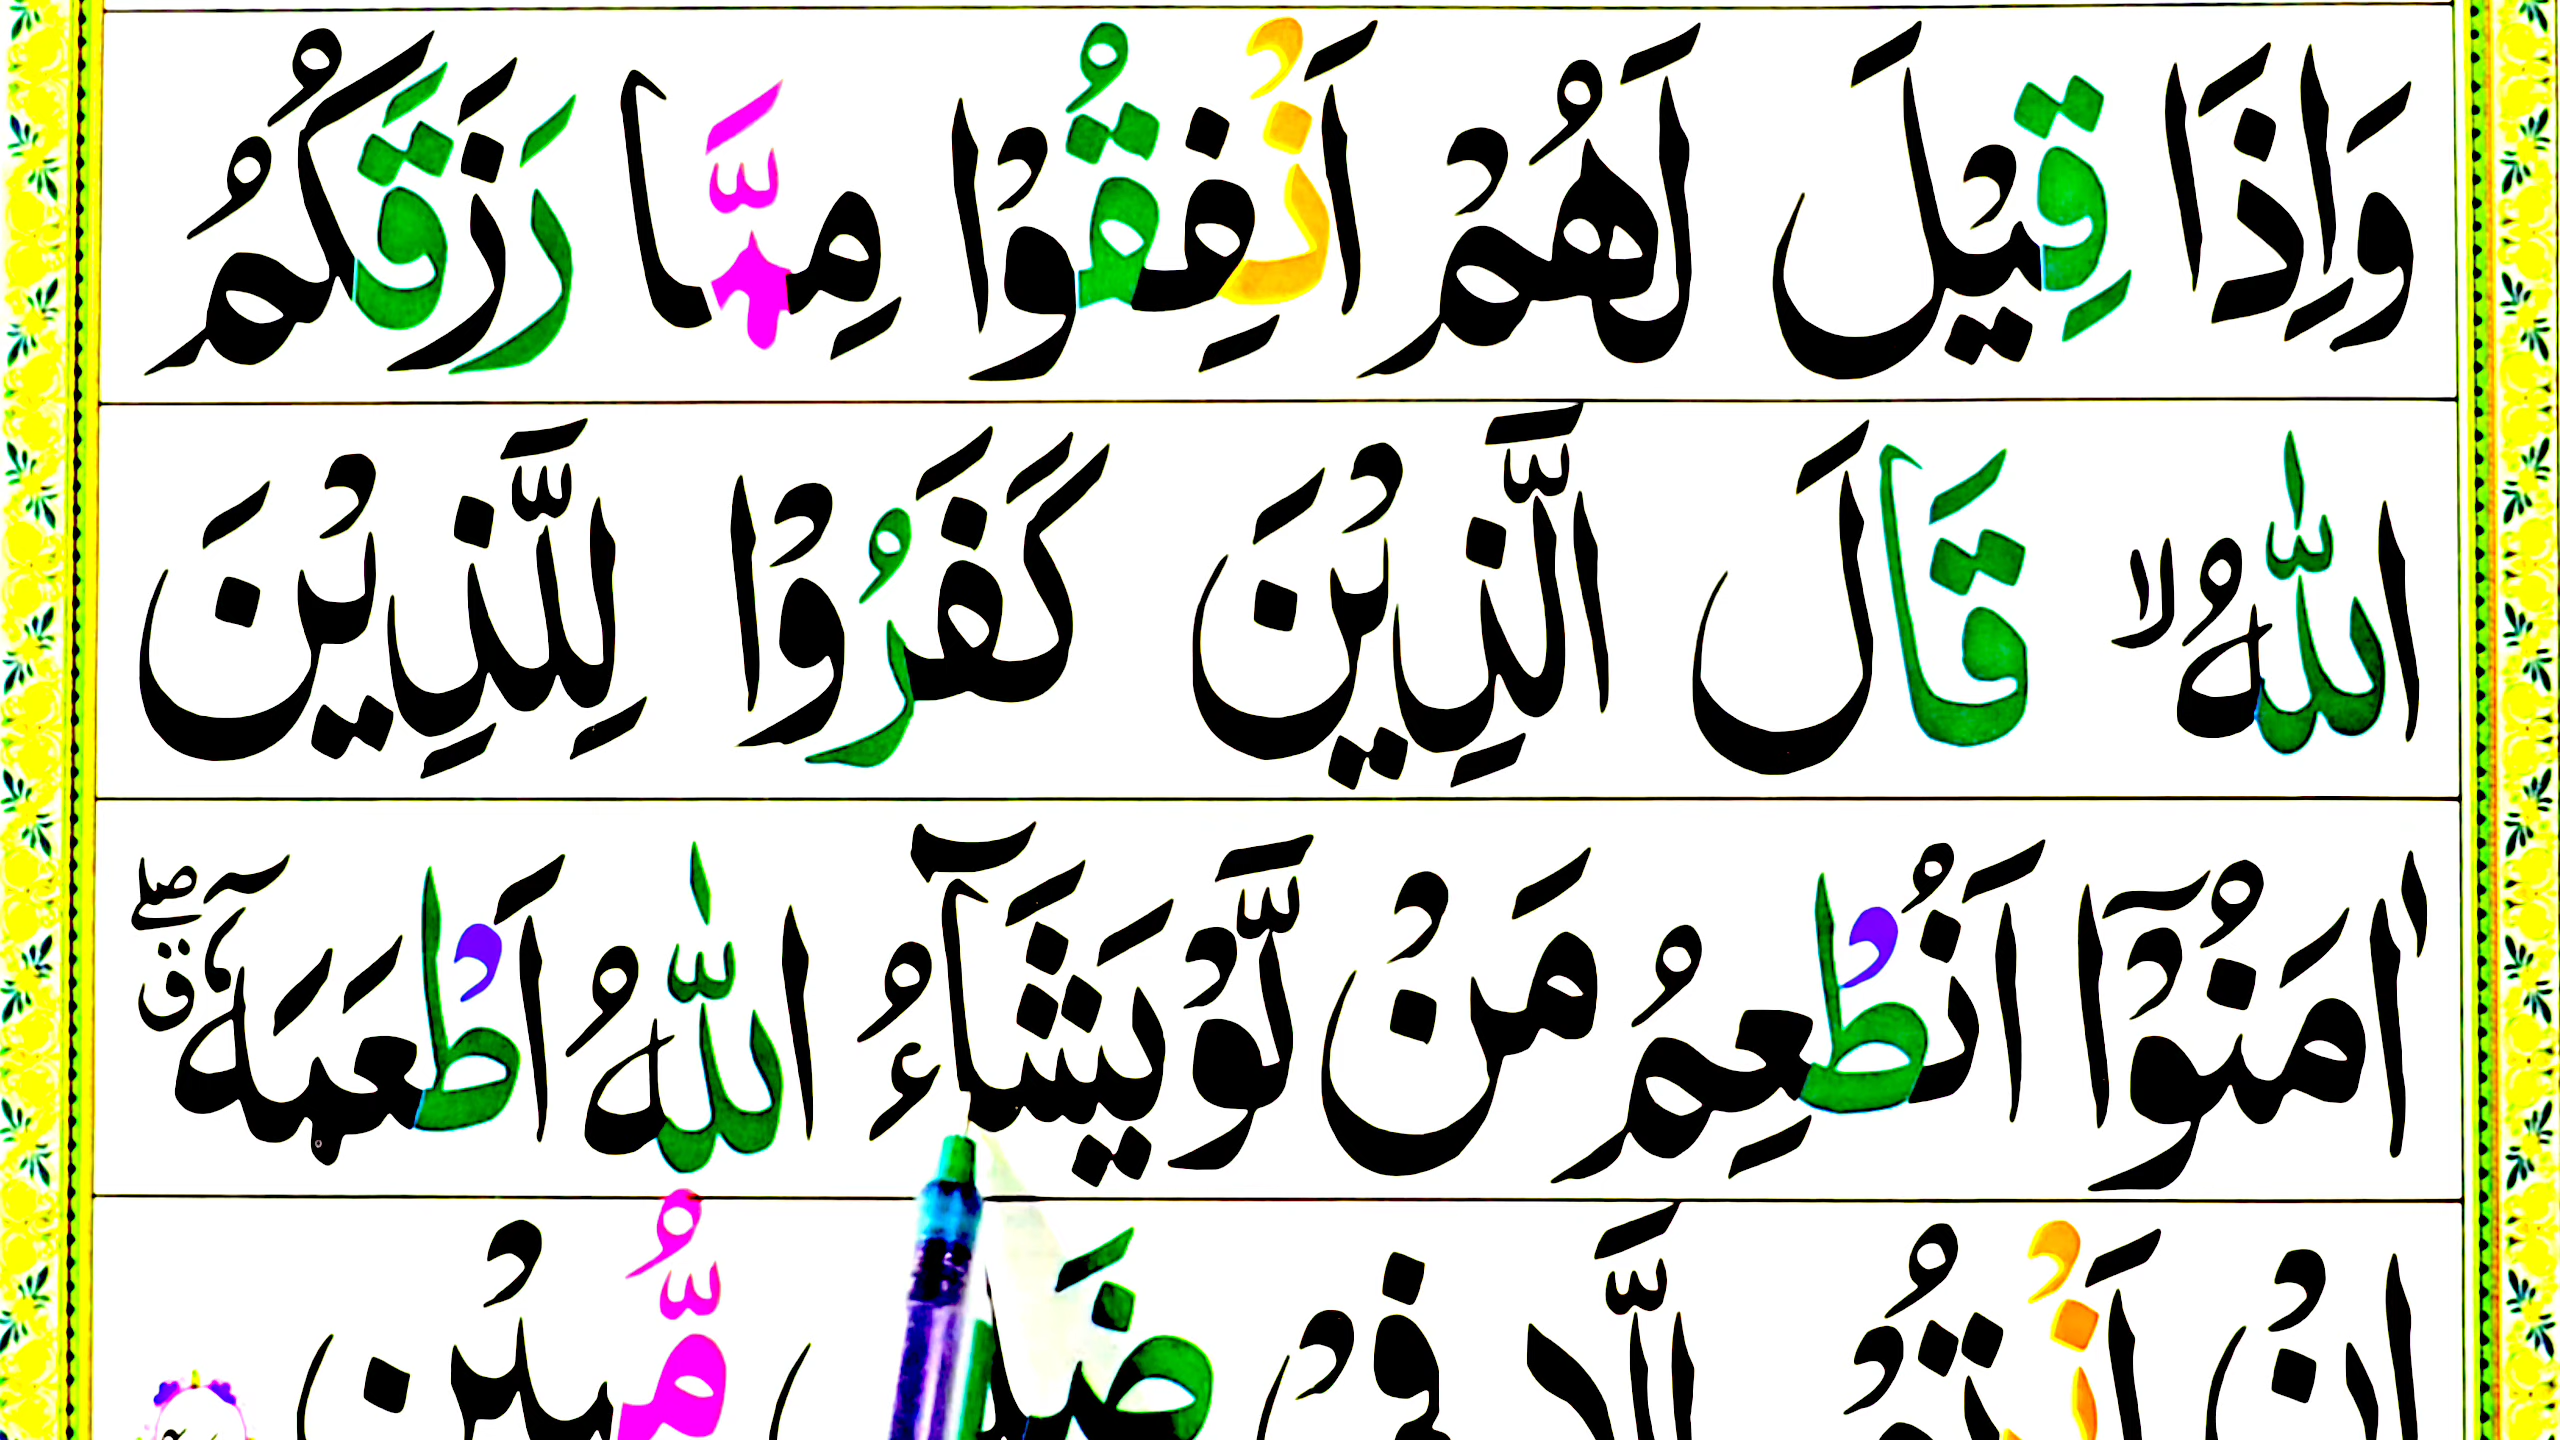 وَاِذَا قِیْلَ لَهُمْ اَنْفِقُوْا مِمَّا رَزَقَكُمُ
اللّٰهُ ۙ قَالَ الَّذِیْنَ كَفَرُوْا لِلَّذِیْنَ
اٰمَنُوْۤا اَنُطْعِمُ مَنْ لَّوْ یَشَآءُ اللّٰهُ اَطْعَمَهٗۤ ۖق
اِنْ اَنْتُمْ اِلَّا فِیْ ضَلٰلٍ مُّبِیْنٍ